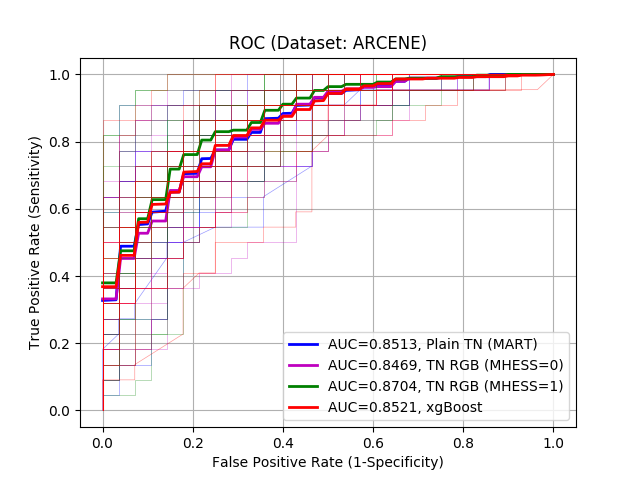 ROC (Dataset: ARCENE)
True Positive Rate (Sensitivity)
1.0
0.8
0.6
0.4
0.2
0.0
AUC=0.8513, Plain TN (MART)
AUC=0.8469, TN RGB (MHESS=0)
AUC=0.8704, TN RGB (MHESS=1)
AUC=0.8521, xgBoost
0.0 0.2 0.4 0.6 0.8 1.0
False Positive Rate (1-Specificity)